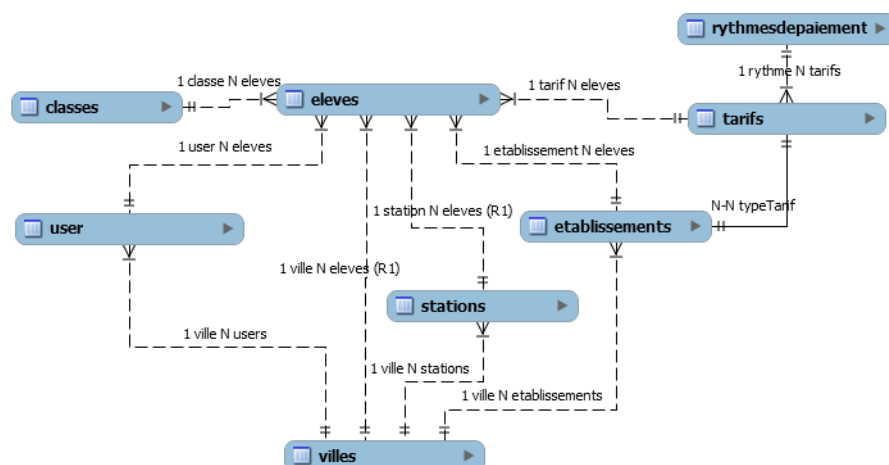 rythmesdepaiement
1 rythme N tarifs
1 classe N eleves
eleves
1 tarif N eleves
classes
tarifs
1 user N eleves
1 etablissement N eleves
1 station N eleves (R1)
N-N typeTarif
user
etablissements
1 ville N eleves (R1)
stations
1 ville N users
1 ville N stations
1 ville N etablissements
villes